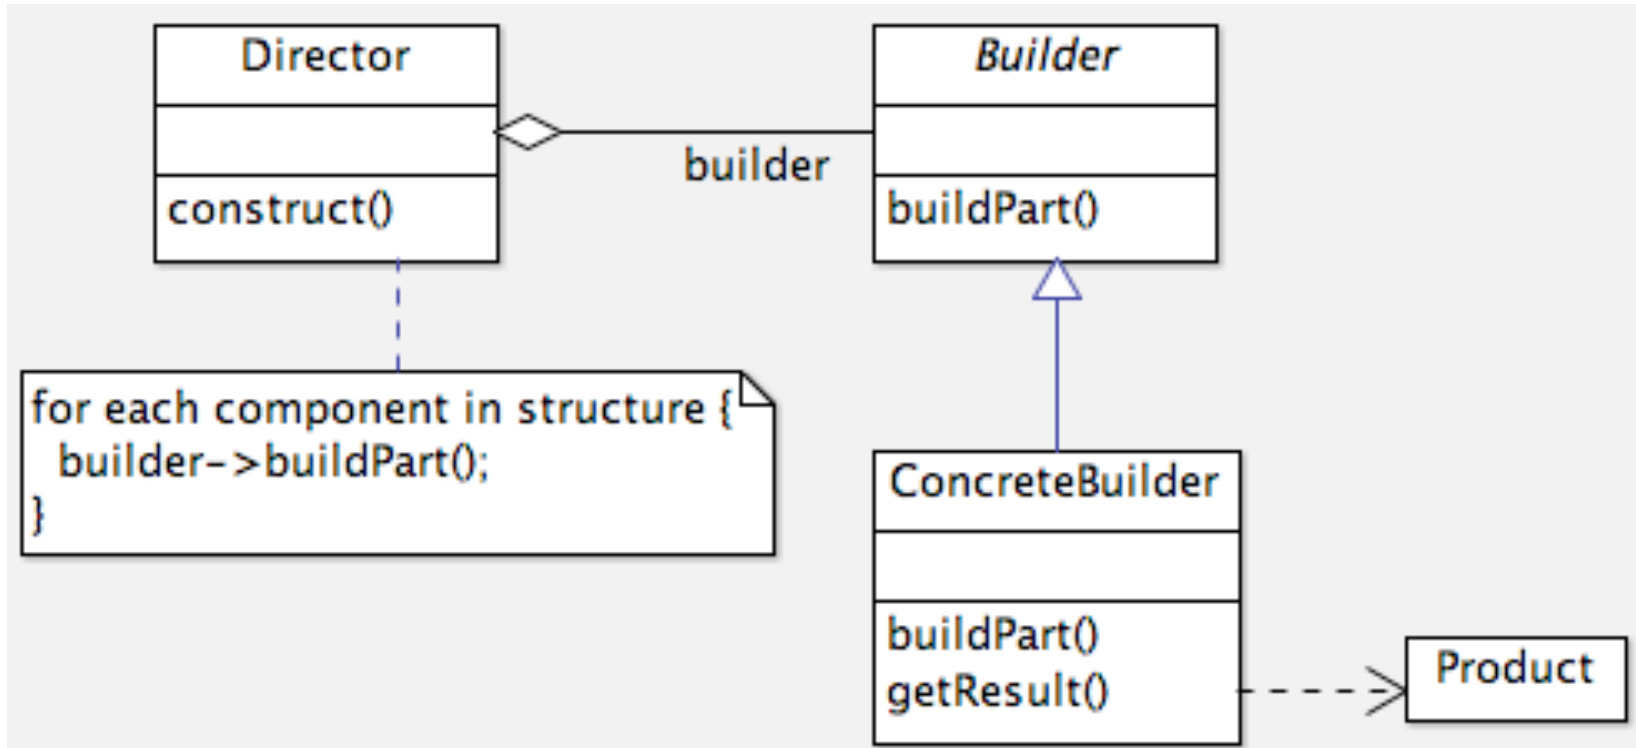 Director
construct()
builder
Builder
buildPart()
for each component in structure {
builder->buildPart();
}
ConcreteBuilder
buildPart()
getResult()
Product